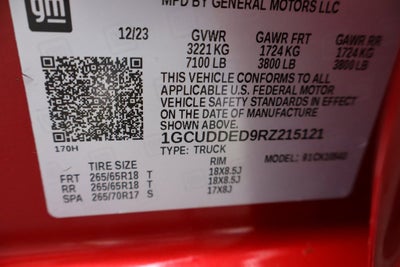 gm
MFD BY GENERAL MOTORS LLC
12/23 GVWR GAWR FRT GAWR RR
3221 KG 1724 KG 1724 KG
7100 LB 3800 LB 3800 LB
THIS VEHICLE CONFORMS TO ALL
APPLICABLE U.S. FEDERAL MOTOR
VEHICLE SAFETY STANDARDS IN EFFECT
ON THE DATE OF MANUFACTURE
SHOWN ABOVE.
1GCUDDED9RZ215121
170H TYPE: TRUCK MODEL:
TIRE SIZE RIM
FRT 265/65R18 T 18X8.5J
RR 265/65R18 T 18X8.5J
SPA 265/70R17 S 17X8J